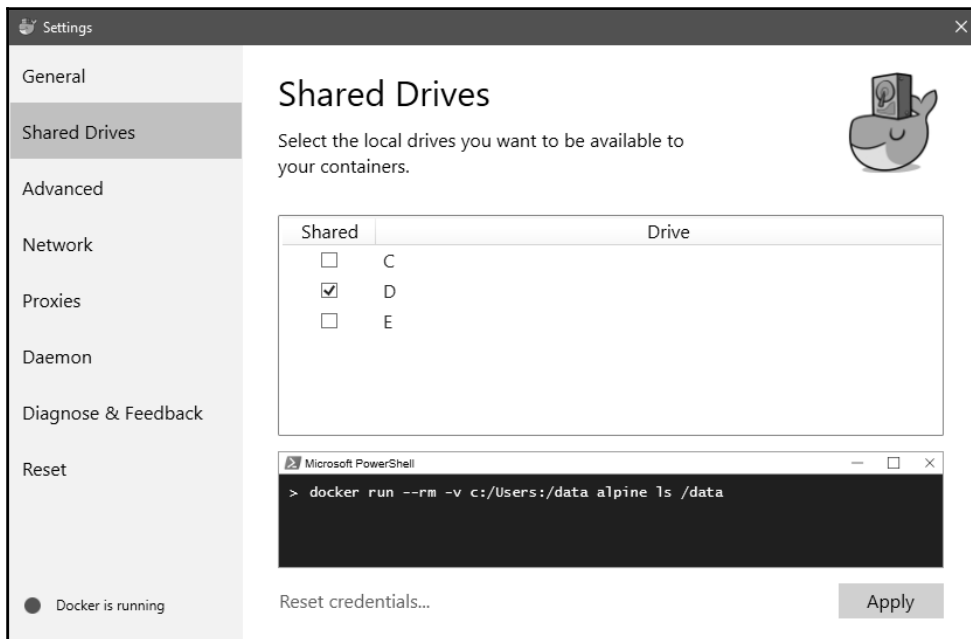 Settings
General
Shared Drives
Advanced
Network
Proxies
Daemon
Diagnose & Feedback
Reset
Docker is running
Shared Drives
Select the local drives you want to be available to
your containers.
Shared Drive
C
D
E
Microsoft PowerShell
> docker run --rm -v c:/Users:/data alpine ls /data
Reset credentials...
Apply